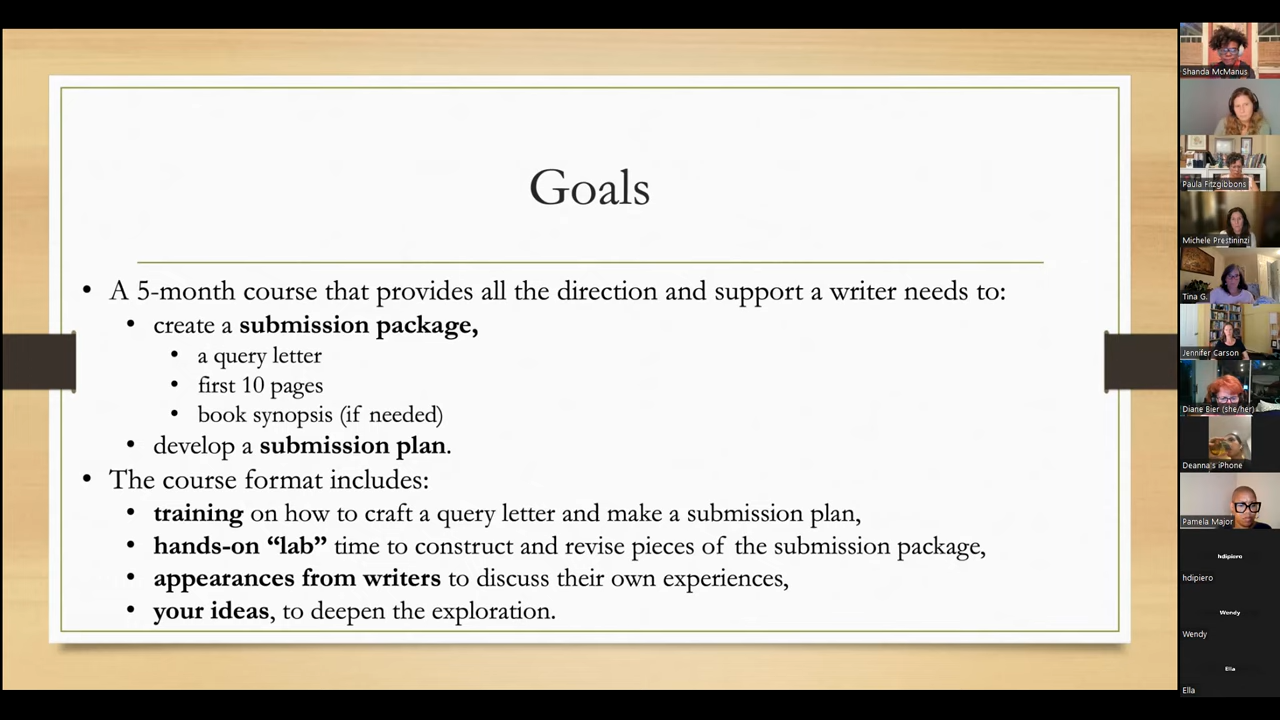 Goals
• A 5-month course that provides all the direction and support a writer needs to:
• create a submission package,
• a query letter
• first 10 pages
• book synopsis (if needed)
• develop a submission plan.
• The course format includes:
• training on how to craft a query letter and make a submission plan,
• hands-on “lab” time to construct and revise pieces of the submission package,
• appearances from writers to discuss their own experiences,
• your ideas, to deepen the exploration.
Shanda McManus
Paula Fitzgibbons
Michele Prestininzi
Tina G.
Jennifer Carson
Diane Bier (she/her)
Deanna's iPhone
Pamela Major
hdipiero
hdipiero
Wendy
Wendy
Ella
Ella